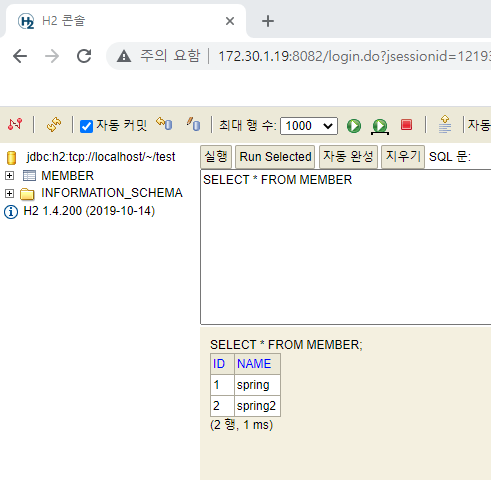 H2 콘솔
주의 요함 | 172.30.1.19:8082/login.do?jsessionid=1219
자동 커밋 최대 행 수: 1000 자동
jdbc:h2:tcp://localhost/~/test
MEMBER
INFORMATION_SCHEMA
H2 1.4.200 (2019-10-14)
실행 Run Selected 자동 완성 지우기 SQL 문:
SELECT * FROM MEMBER
SELECT * FROM MEMBER;
ID NAME
1 spring
2 spring2
(2 행, 1 ms)